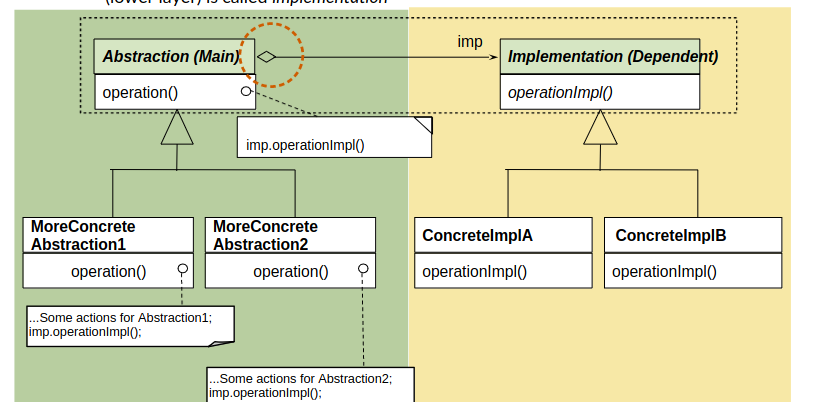 (lower layer) is called implementation
imp
Abstraction (Main)
Implementation (Dependent)
operation()
operationImpl()
imp.operationImpl()
MoreConcrete
Abstraction1
MoreConcrete
Abstraction2
ConcreteImplA
ConcreteImplB
operation()
operation()
operationImpl()
operationImpl()
...Some actions for Abstraction1;
imp.operationImpl();
...Some actions for Abstraction2;
imp.operationImpl();